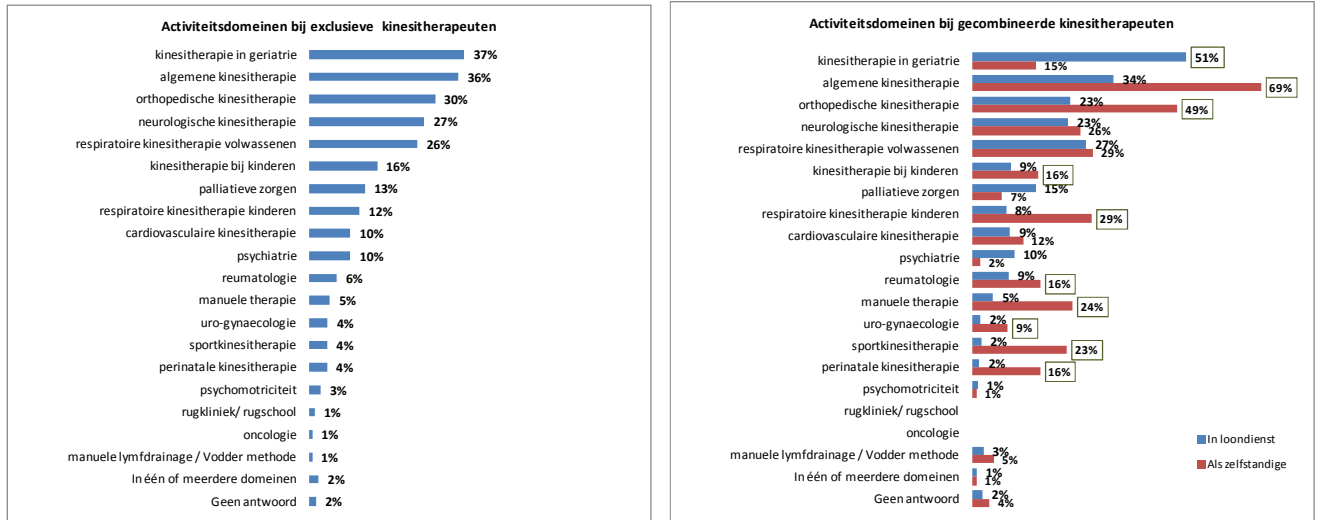 Activiteitsdomeinen bij exclusieve kinesitherapeuten
kinesitherapie in geriatrie 37%
algemene kinesitherapie 36%
orthopedische kinesitherapie 30%
neurologische kinesitherapie 27%
respiratoire kinesitherapie volwassenen 26%
kinesitherapie bij kinderen 16%
palliatieve zorgen 13%
respiratoire kinesitherapie kinderen 12%
cardiovasculaire kinesitherapie 10%
psychiatrie 10%
reumatologie 6%
manuele therapie 5%
uro-gynaecologie 4%
sportkinesitherapie 4%
perinatale kinesitherapie 4%
psychomotriciteit 3%
rugkliniek/ rugschool 1%
oncologie 1%
manuele lymfdrainage / Vodder methode 1%
In één of meerdere domeinen 2%
Geen antwoord 2%
Activiteitsdomeinen bij gecombineerde kinesitherapeuten
kinesitherapie in geriatrie 51% 15%
algemene kinesitherapie 34% 69%
orthopedische kinesitherapie 23% 49%
neurologische kinesitherapie 23% 26%
respiratoire kinesitherapie volwassenen 27% 29%
kinesitherapie bij kinderen 9% 16%
palliatieve zorgen 15% 7%
respiratoire kinesitherapie kinderen 8% 29%
cardiovasculaire kinesitherapie 9% 12%
psychiatrie 10% 2%
reumatologie 9% 16%
manuele therapie 5% 24%
uro-gynaecologie 2% 9%
sportkinesitherapie 2% 23%
perinatale kinesitherapie 2% 16%
psychomotriciteit 1% 1%
rugkliniek/ rugschool
oncologie
manuele lymfdrainage / Vodder methode 3% 5%
In één of meerdere domeinen 1% 1%
Geen antwoord 2% 4%
In loondienst
Als zelfstandige